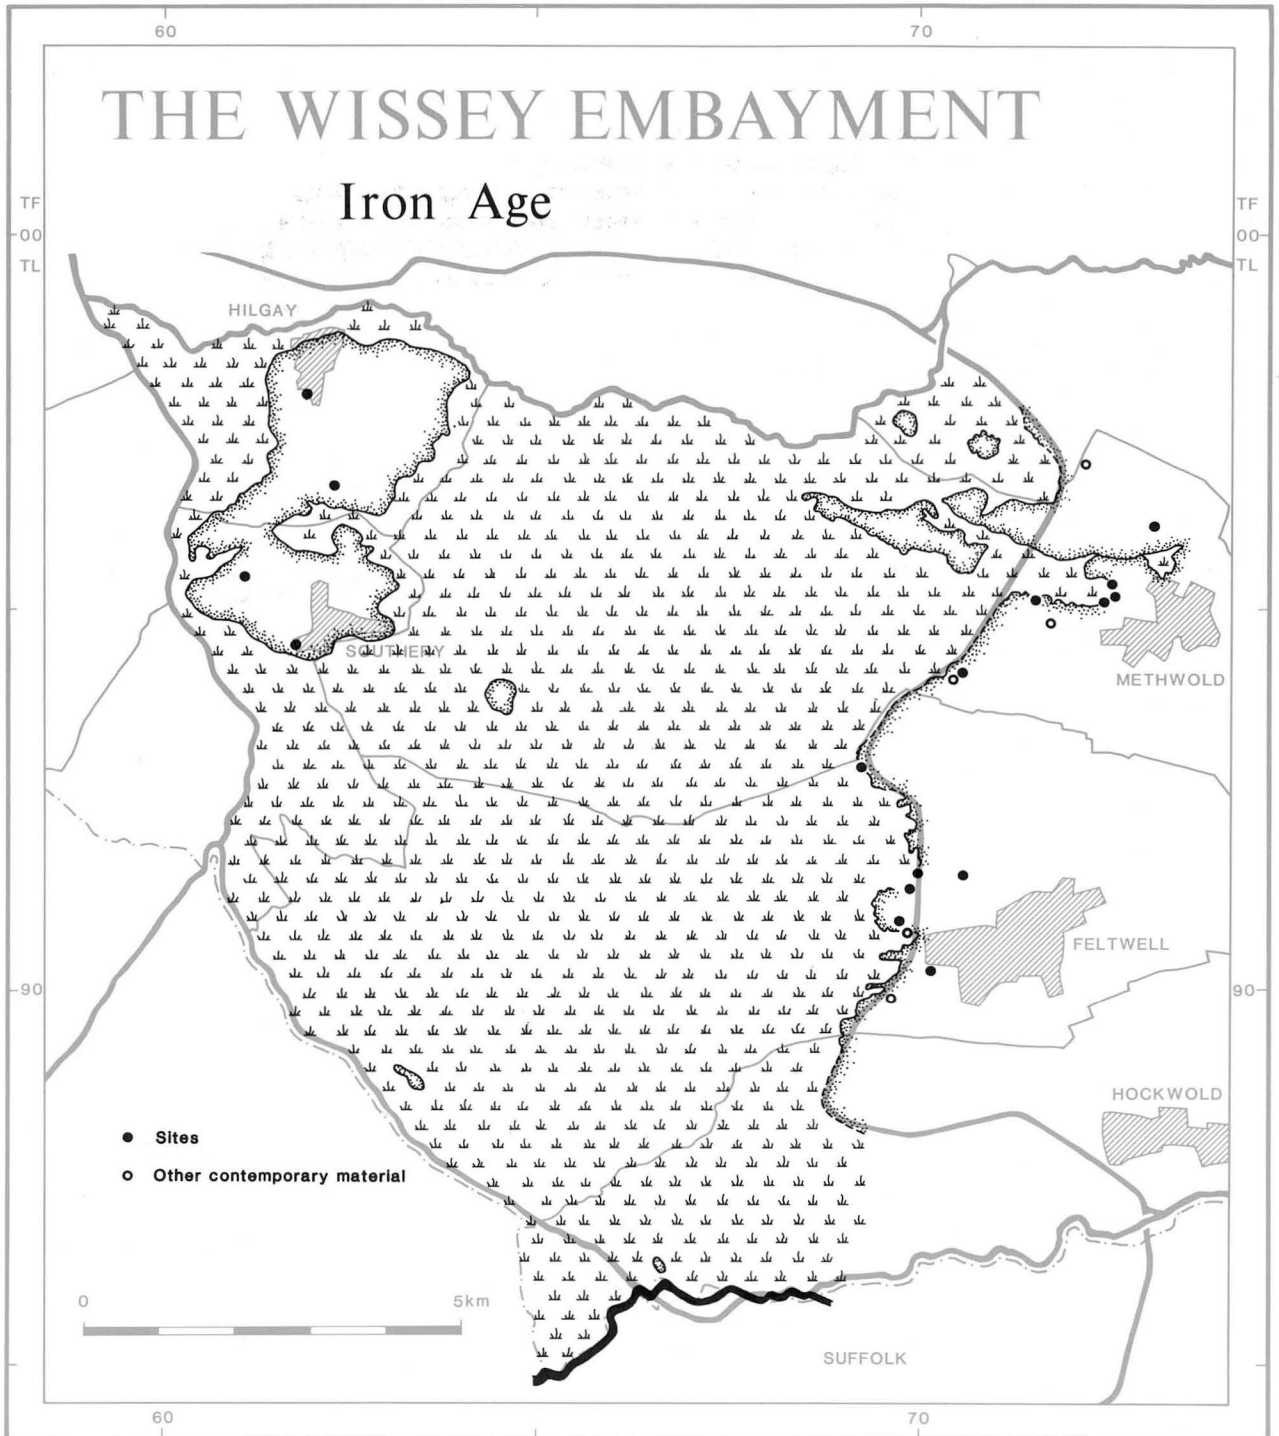 60 70
THE WISSEY EMBAYMENT
Iron Age
TF TF
00 00
TL TL
HILGAY
SOUTHERY
METHWOLD
FELTWELL
90 90
HOCKWOLD
Sites
Other contemporary material
0 5km
SUFFOLK
60 70